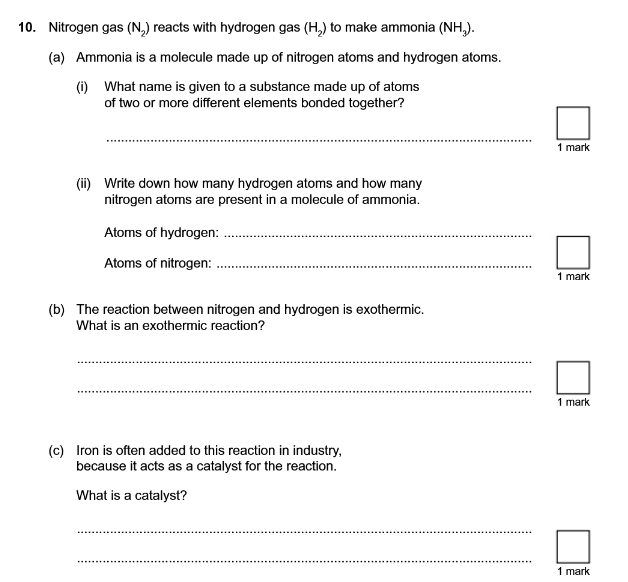 10. Nitrogen gas (N₂) reacts with hydrogen gas (H₂) to make ammonia (NH₃).
(a) Ammonia is a molecule made up of nitrogen atoms and hydrogen atoms.
(i) What name is given to a substance made up of atoms
of two or more different elements bonded together?
1 mark
(ii) Write down how many hydrogen atoms and how many
nitrogen atoms are present in a molecule of ammonia.
Atoms of hydrogen:
Atoms of nitrogen:
1 mark
(b) The reaction between nitrogen and hydrogen is exothermic.
What is an exothermic reaction?
1 mark
(c) Iron is often added to this reaction in industry,
because it acts as a catalyst for the reaction.
What is a catalyst?
1 mark